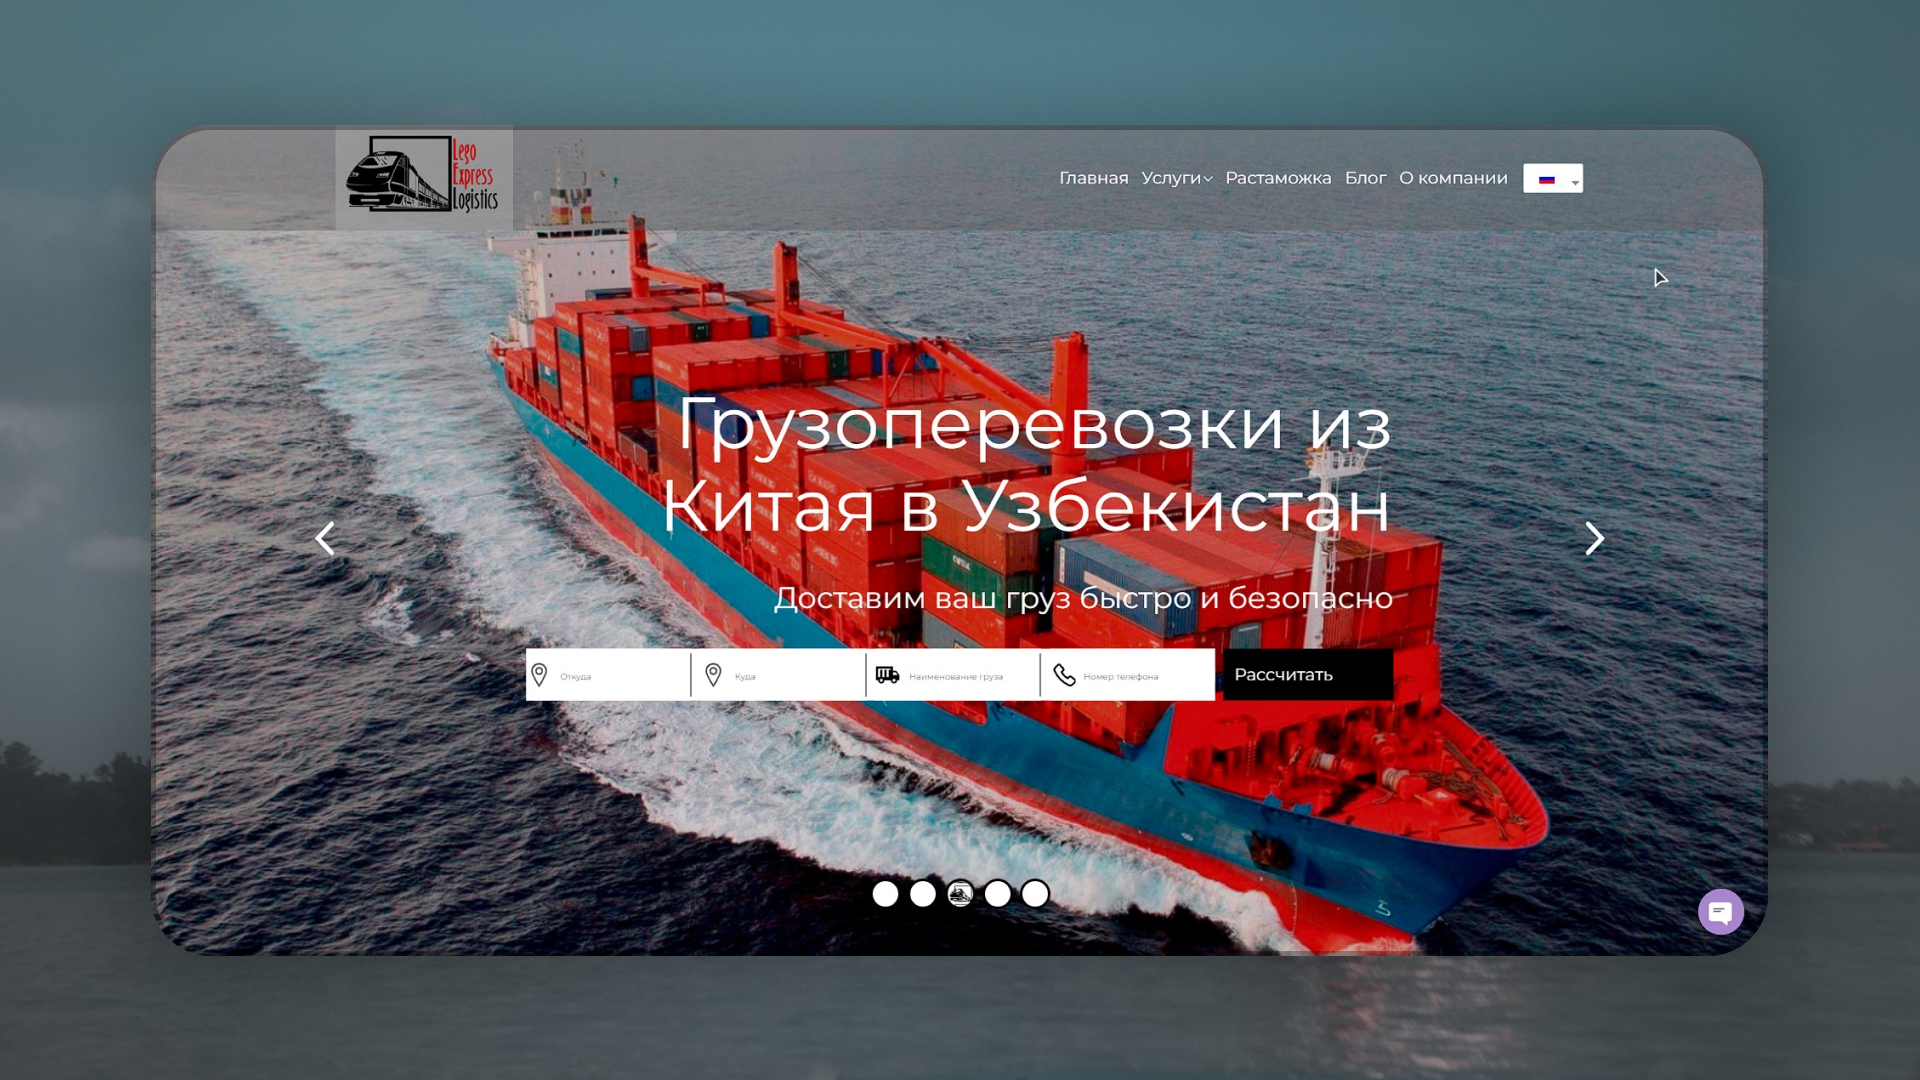 Lego
Express
Logistics
Главная Услуги Растаможка Блог О компании
Грузоперевозки из
Китая в Узбекистан
Доставим ваш груз быстро и безопасно
Откуда Куда Наименование груза Номер телефона Рассчитать